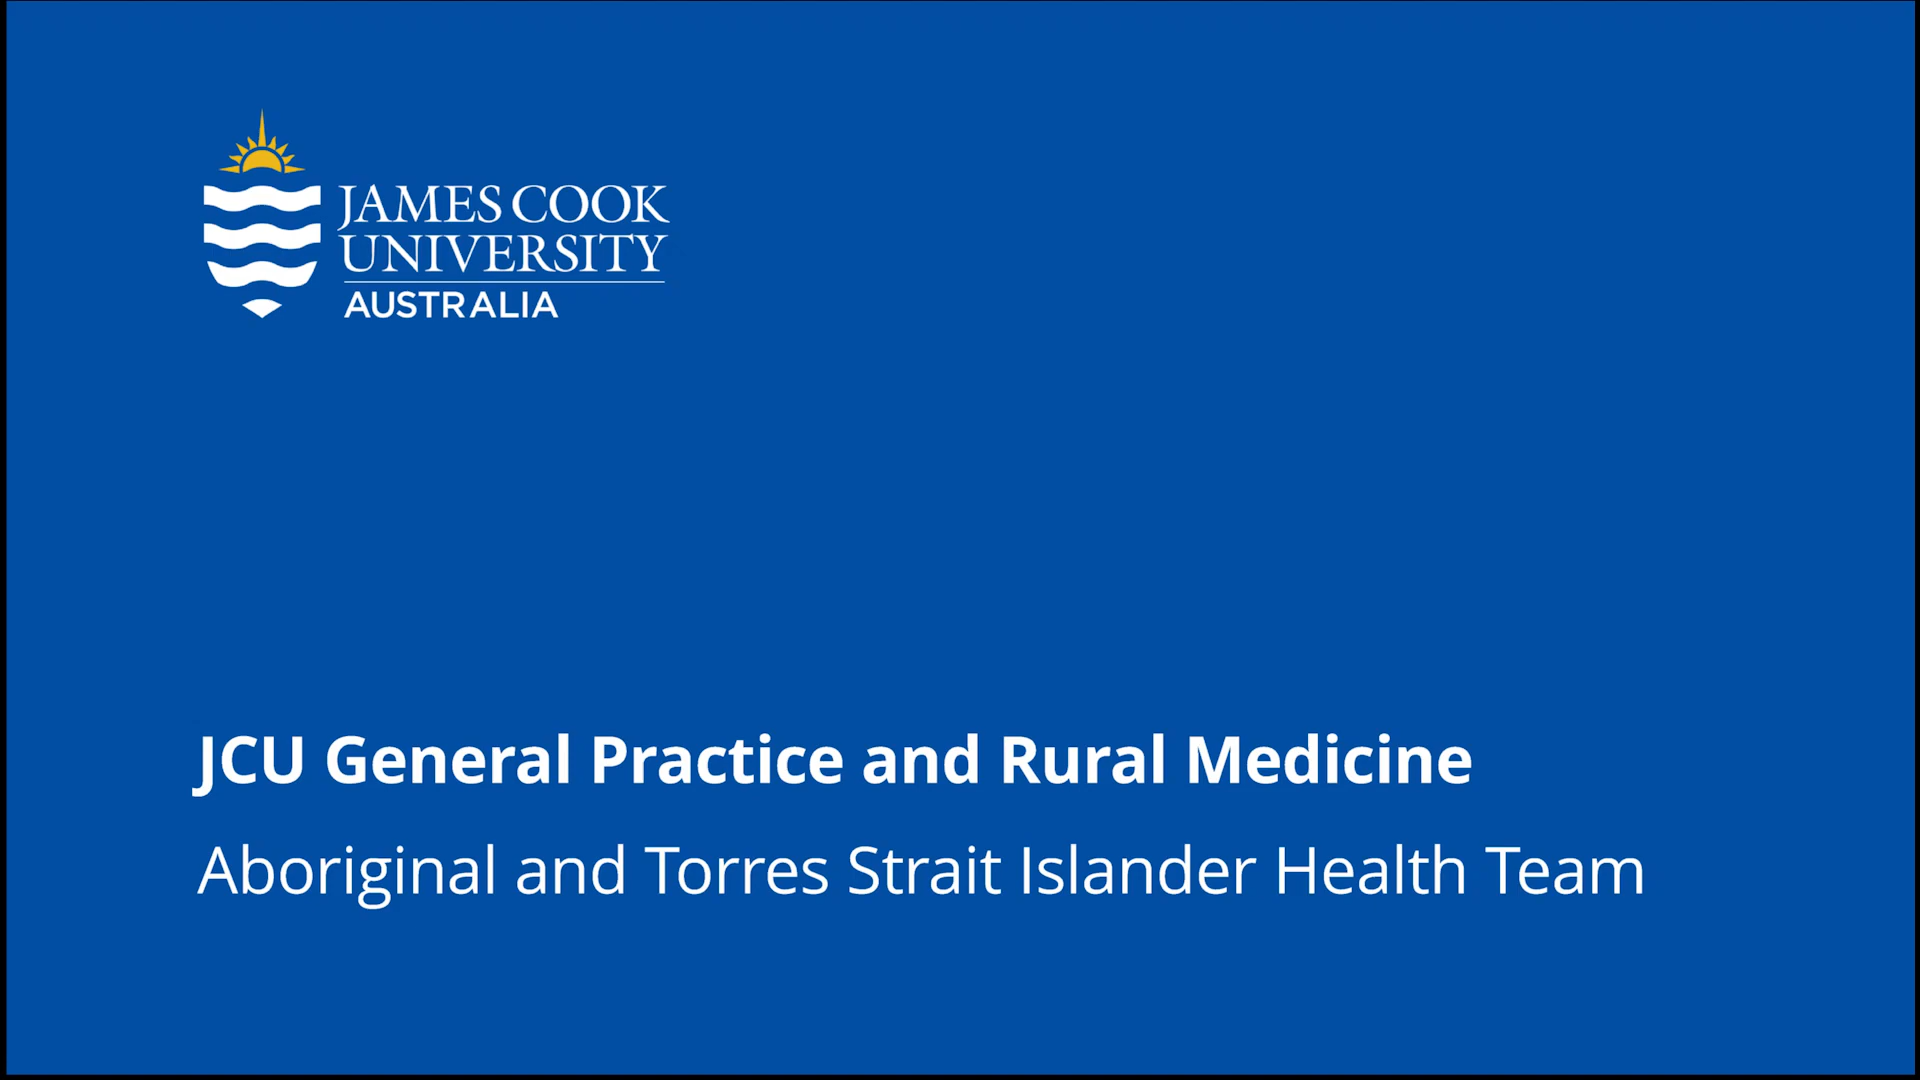 JAMES COOK
UNIVERSITY
AUSTRALIA
JCU General Practice and Rural Medicine
Aboriginal and Torres Strait Islander Health Team